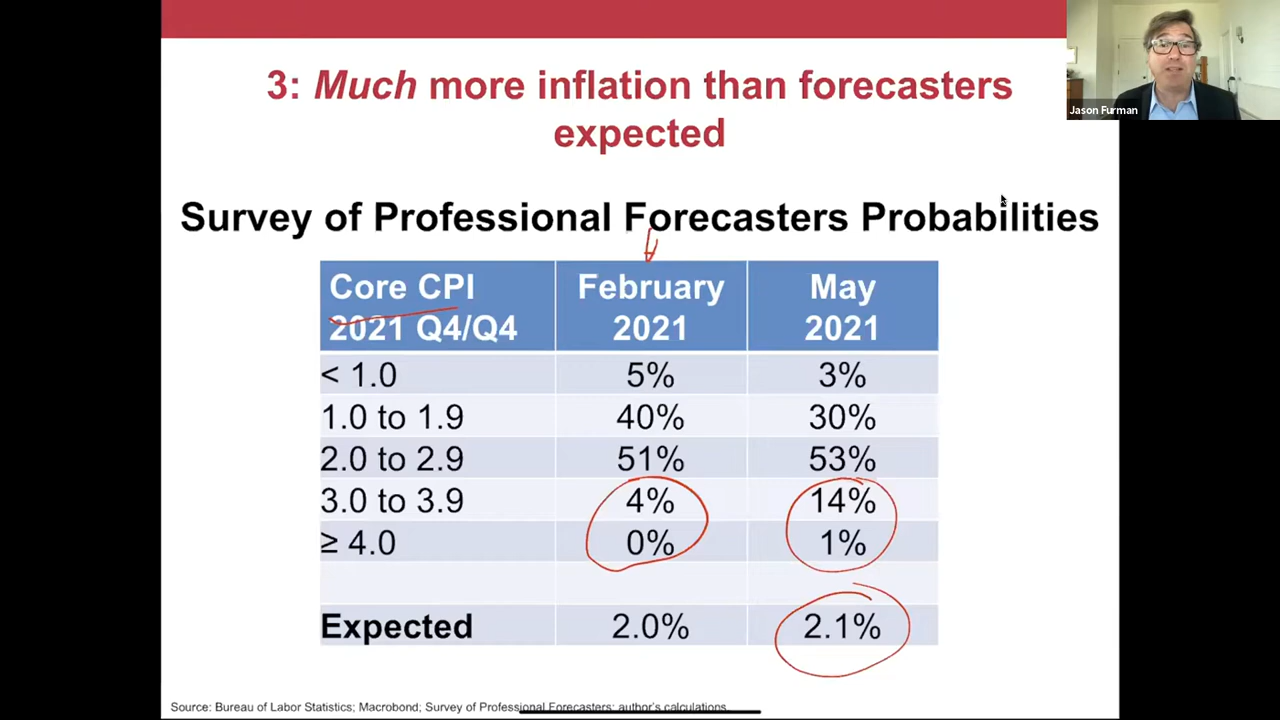 3: Much more inflation than forecasters
expected
Jason Furman
Survey of Professional Forecasters Probabilities
Core CPI 2021 Q4/Q4 February 2021 May 2021
< 1.0 5% 3%
1.0 to 1.9 40% 30%
2.0 to 2.9 51% 53%
3.0 to 3.9 4% 14%
≥ 4.0 0% 1%
Expected 2.0% 2.1%
Source: Bureau of Labor Statistics; Macrobond; Survey of Professional Forecasters; author's calculations.